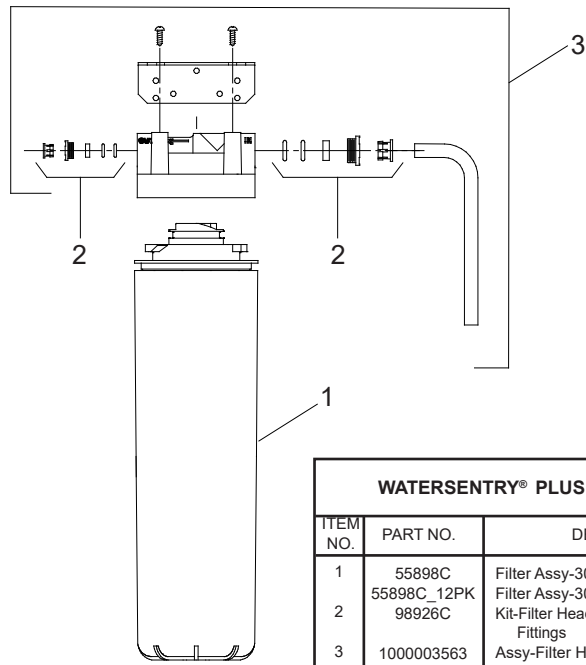 3
2
2
1
WATERSENTRY® PLUS
ITEM NO.
PART NO.
1
55898C
Filter Assy-30
55898C_12PK
Filter Assy-30
2
98926C
Kit-Filter Hea
Fittings
3
1000003563
Assy-Filter H